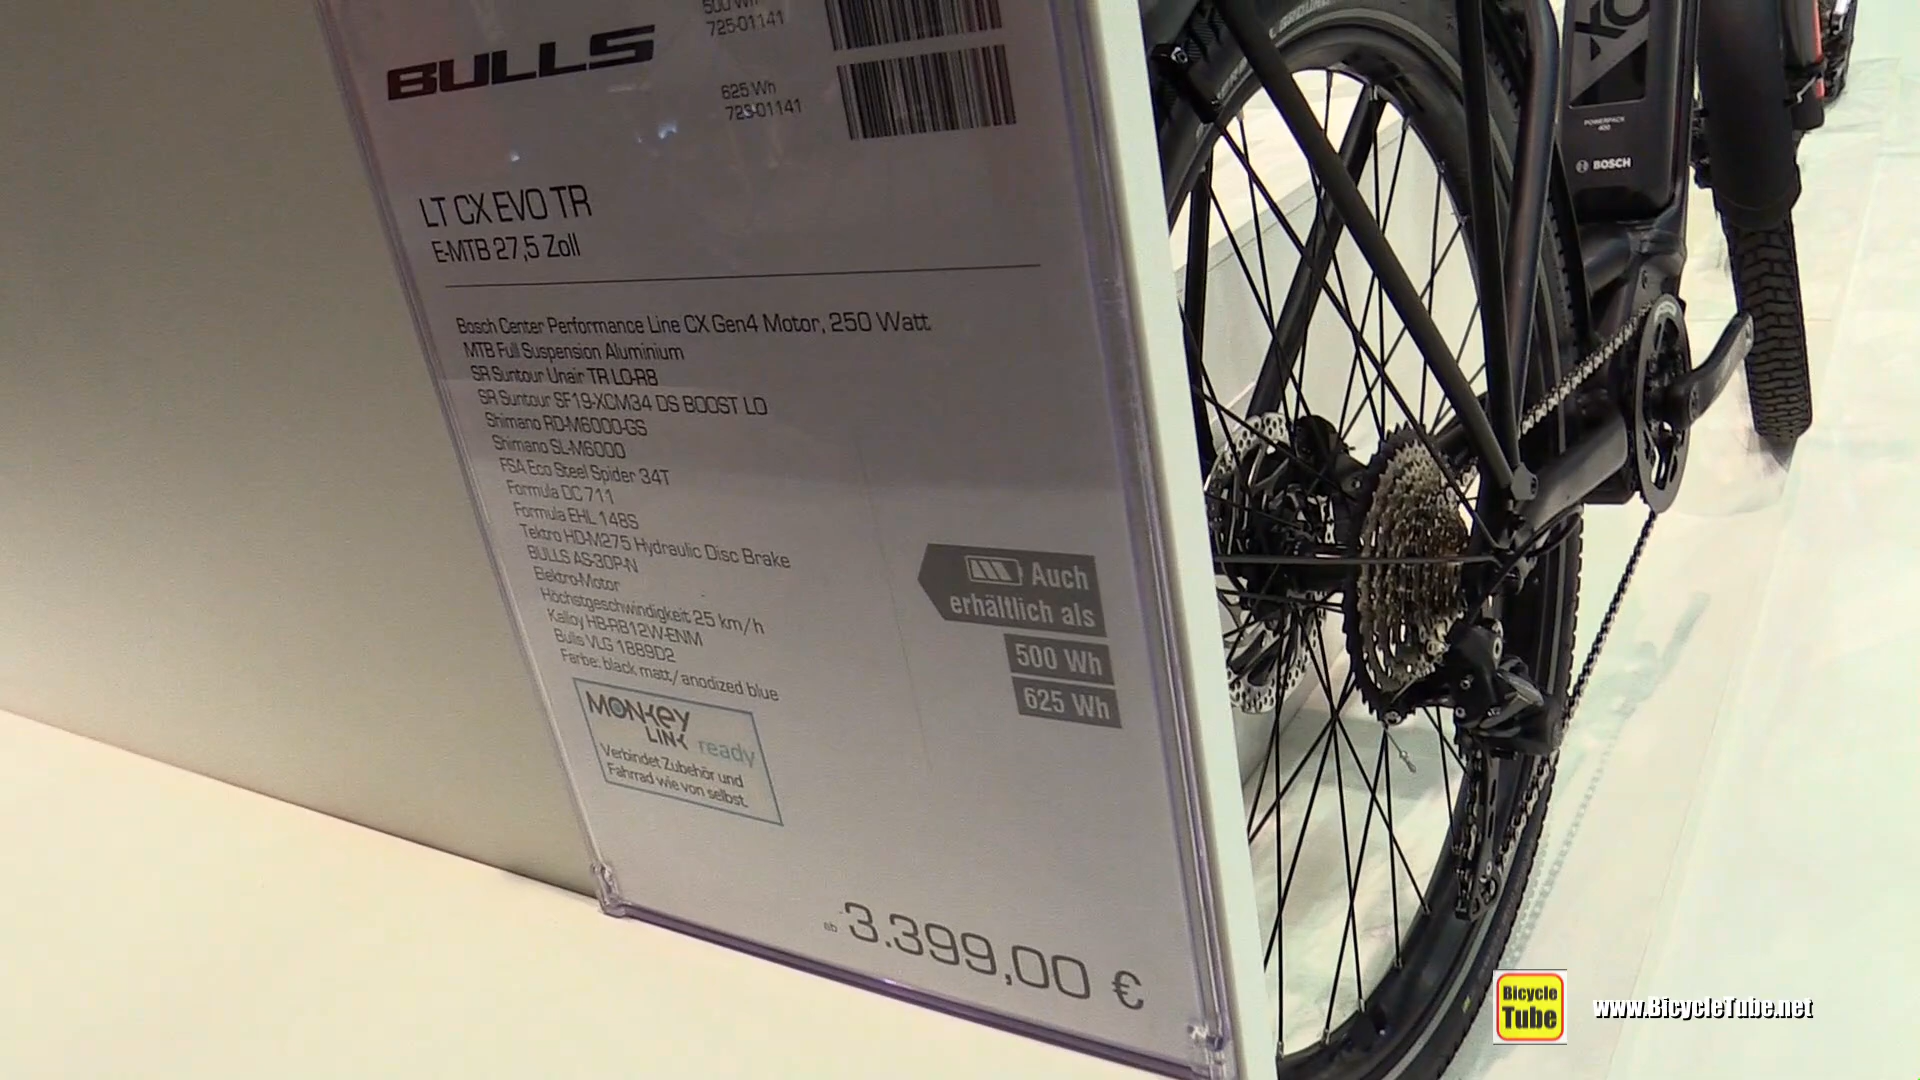 BULLS
500 Wh
725-01141
625 Wh
723-01141
LT CX EVO TR
E-MTB 27,5 Zoll
Bosch Center Performance Line CX Gen4 Motor, 250 Watt
MTB Full Suspension Aluminium
SR Suntour Unair TR LO-R8
SR Suntour SF19-XCM34 DS BOOST LO
Shimano RD-M6000-GS
Shimano SL-M6000
FSA Eco Steel Spider 34T
Formula DC 711
Formula EHL 148S
Tektro HD-M275 Hydraulic Disc Brake
BULLS AS-30P-N
Elektro-Motor
Höchstgeschwindigkeit 25 km/h
Kalloy HB-RB12W-ENM
Bulls VLG 1889D2
Farbe: black matt/ anodized blue
MONKEY LINK ready
Verbindet Zubehör und
Fahrrad wie von selbst.
Auch
erhältlich als
500 Wh
625 Wh
ab 3.399,00 €
POWERPACK
400
BOSCH
Bicycle
Tube
www.BicycleTube.net